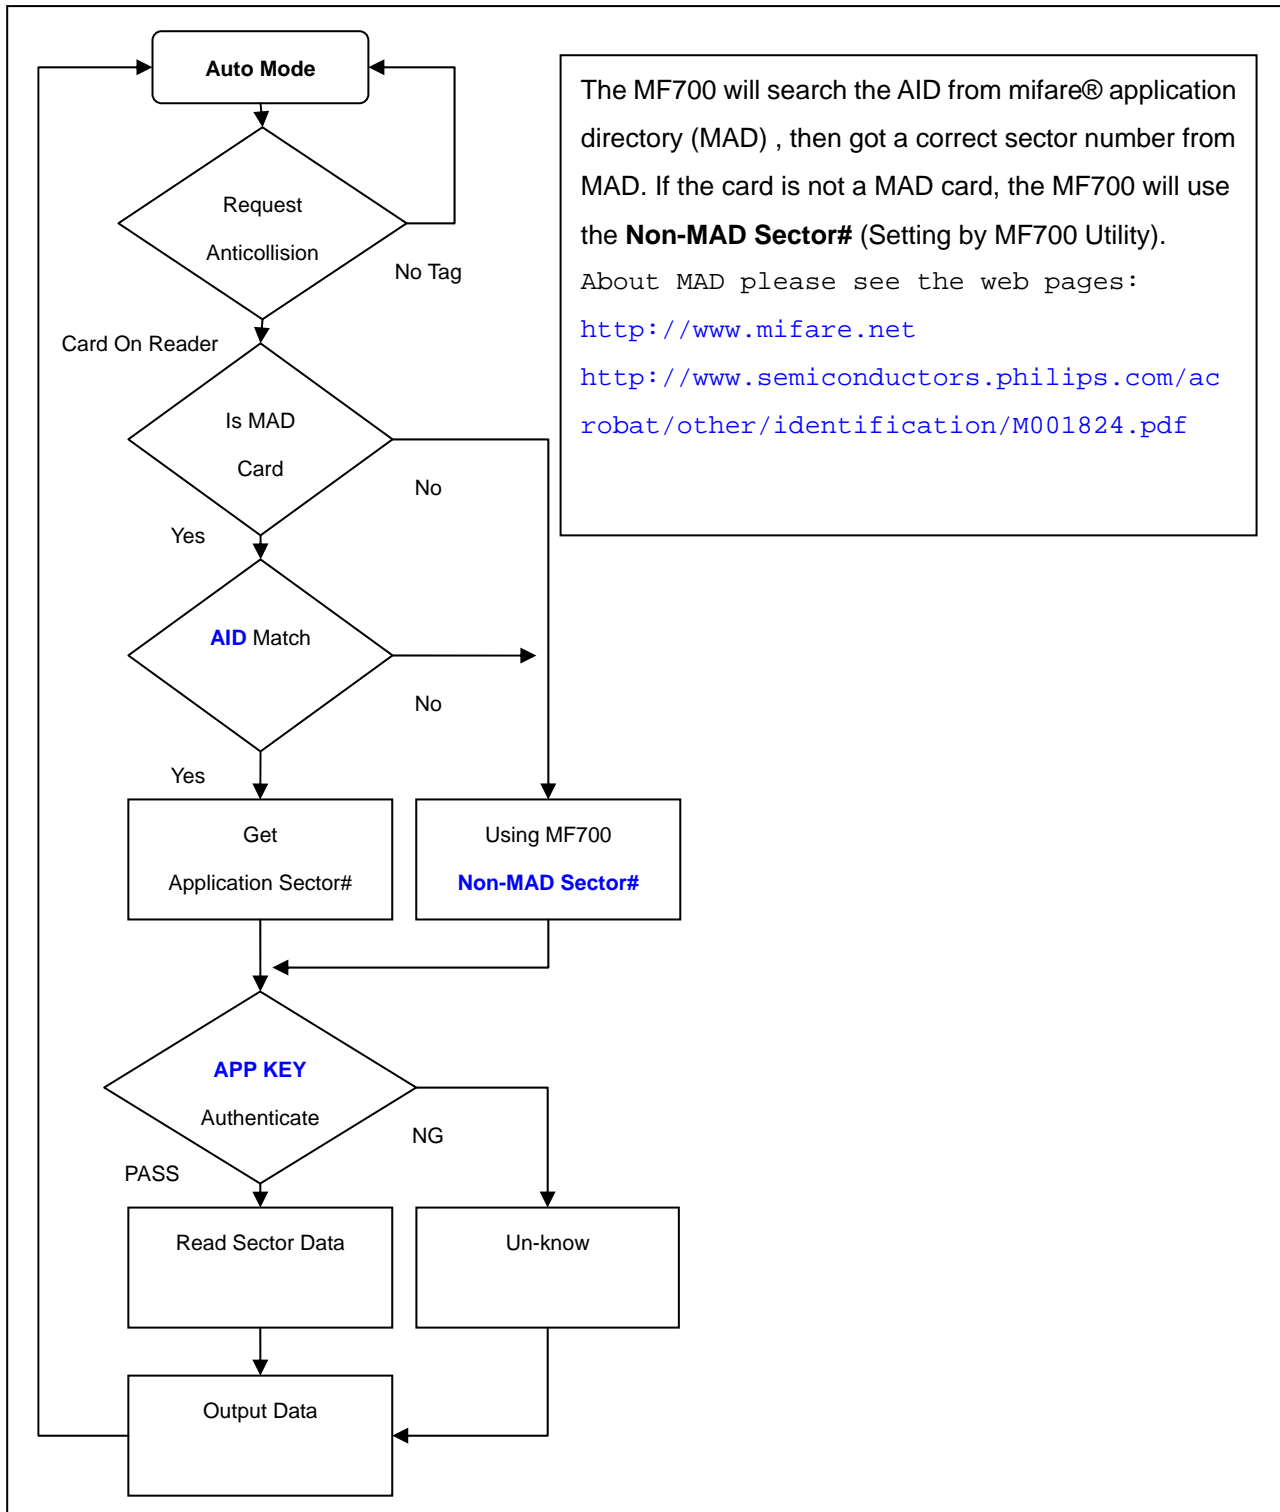 Auto Mode
Request
Anticollision
No Tag
Card On Reader
Is MAD
Card
No
Yes
AID Match
No
Yes
Get
Application Sector#
Using MF700
Non-MAD Sector#
APP KEY
Authenticate
NG
PASS
Read Sector Data
Un-know
Output Data
The MF700 will search the AID from mifare® application
directory (MAD) , then got a correct sector number from
MAD. If the card is not a MAD card, the MF700 will use
the Non-MAD Sector# (Setting by MF700 Utility).
About MAD please see the web pages:
http://www.mifare.net
http://www.semiconductors.philips.com/ac
robat/other/identification/M001824.pdf